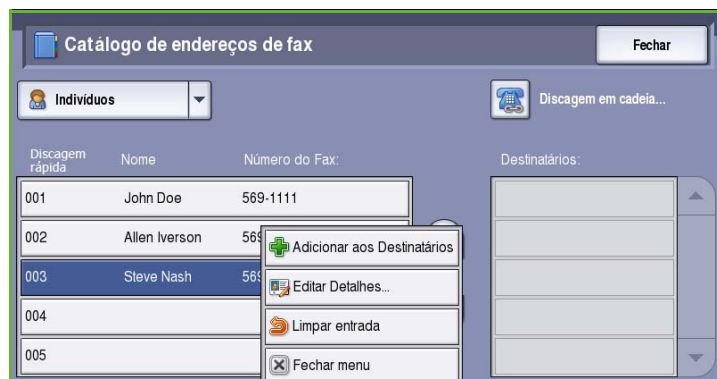 Catálogo de endereços de fax
Fechar
Indivíduos
Discagem em cadeia...
Discagem rápida
Nome
Número do Fax:
Destinatários:
001 John Doe 569-1111
002 Allen Iverson 569
003 Steve Nash 569
004
005
Adicionar aos Destinatários
Editar Detalhes...
Limpar entrada
Fechar menu